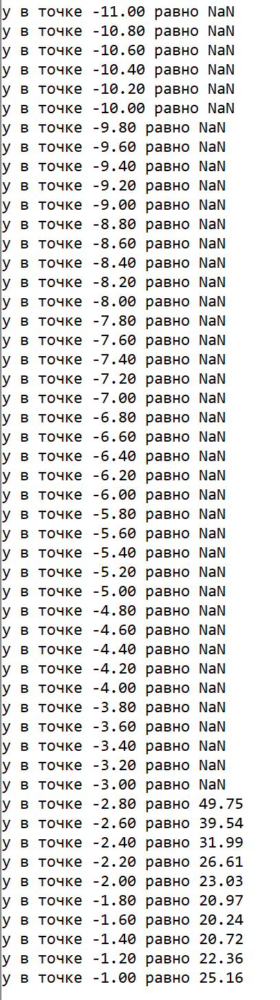 y в точке -11.00 равно NaN
y в точке -10.80 равно NaN
y в точке -10.60 равно NaN
y в точке -10.40 равно NaN
y в точке -10.20 равно NaN
y в точке -10.00 равно NaN
y в точке -9.80 равно NaN
y в точке -9.60 равно NaN
y в точке -9.40 равно NaN
y в точке -9.20 равно NaN
y в точке -9.00 равно NaN
y в точке -8.80 равно NaN
y в точке -8.60 равно NaN
y в точке -8.40 равно NaN
y в точке -8.20 равно NaN
y в точке -8.00 равно NaN
y в точке -7.80 равно NaN
y в точке -7.60 равно NaN
y в точке -7.40 равно NaN
y в точке -7.20 равно NaN
y в точке -7.00 равно NaN
y в точке -6.80 равно NaN
y в точке -6.60 равно NaN
y в точке -6.40 равно NaN
y в точке -6.20 равно NaN
y в точке -6.00 равно NaN
y в точке -5.80 равно NaN
y в точке -5.60 равно NaN
y в точке -5.40 равно NaN
y в точке -5.20 равно NaN
y в точке -5.00 равно NaN
y в точке -4.80 равно NaN
y в точке -4.60 равно NaN
y в точке -4.40 равно NaN
y в точке -4.20 равно NaN
y в точке -4.00 равно NaN
y в точке -3.80 равно NaN
y в точке -3.60 равно NaN
y в точке -3.40 равно NaN
y в точке -3.20 равно NaN
y в точке -3.00 равно NaN
y в точке -2.80 равно 49.75
y в точке -2.60 равно 39.54
y в точке -2.40 равно 31.99
y в точке -2.20 равно 26.61
y в точке -2.00 равно 23.03
y в точке -1.80 равно 20.97
y в точке -1.60 равно 20.24
y в точке -1.40 равно 20.72
y в точке -1.20 равно 22.36
y в точке -1.00 равно 25.16